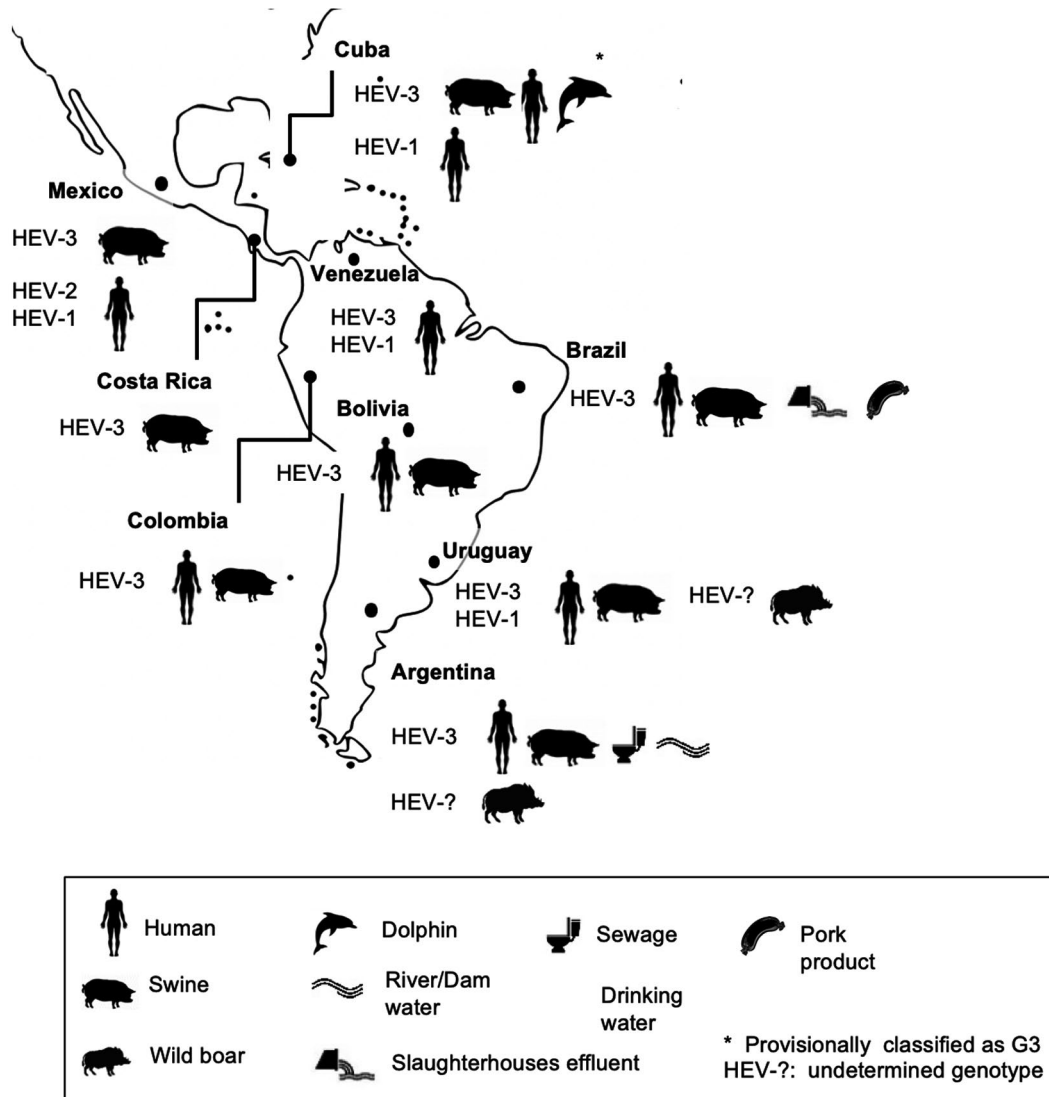 Cuba
*
HEV-3
HEV-1
Mexico
HEV-3
HEV-2
HEV-1
Venezuela
HEV-3
HEV-1
Costa Rica
HEV-3
Brazil
HEV-3
Bolivia
HEV-3
Colombia
HEV-3
Uruguay
HEV-3
HEV-1
HEV-?
Argentina
HEV-3
HEV-?
Human
Dolphin
Sewage
Pork
product
Swine
River/Dam
water
Drinking
water
Wild boar
Slaughterhouses effluent
* Provisionally classified as G3
HEV-?: undetermined genotype